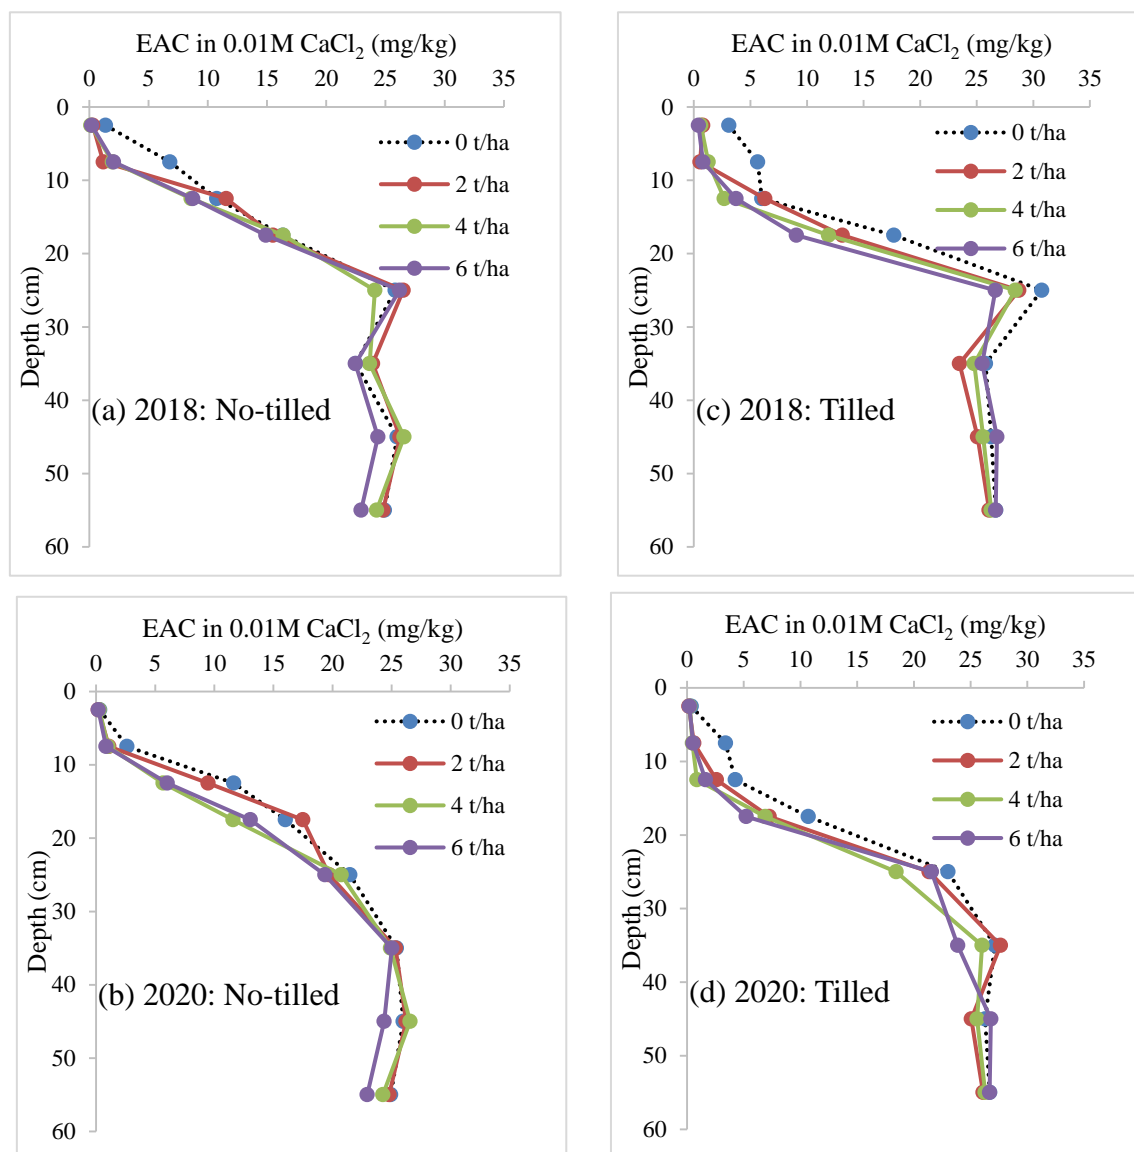 EAC in 0.01M CaCl₂ (mg/kg)
0 5 10 15 20 25 30 35
0
10
20
30
40
50
60
Depth (cm)
0 t/ha
2 t/ha
4 t/ha
6 t/ha
(a) 2018: No-tilled
EAC in 0.01M CaCl₂ (mg/kg)
0 5 10 15 20 25 30 35
0
10
20
30
40
50
60
Depth (cm)
0 t/ha
2 t/ha
4 t/ha
6 t/ha
(c) 2018: Tilled
EAC in 0.01M CaCl₂ (mg/kg)
0 5 10 15 20 25 30 35
0
10
20
30
40
50
60
Depth (cm)
0 t/ha
2 t/ha
4 t/ha
6 t/ha
(b) 2020: No-tilled
EAC in 0.01M CaCl₂ (mg/kg)
0 5 10 15 20 25 30 35
0
10
20
30
40
50
60
Depth (cm)
0 t/ha
2 t/ha
4 t/ha
6 t/ha
(d) 2020: Tilled